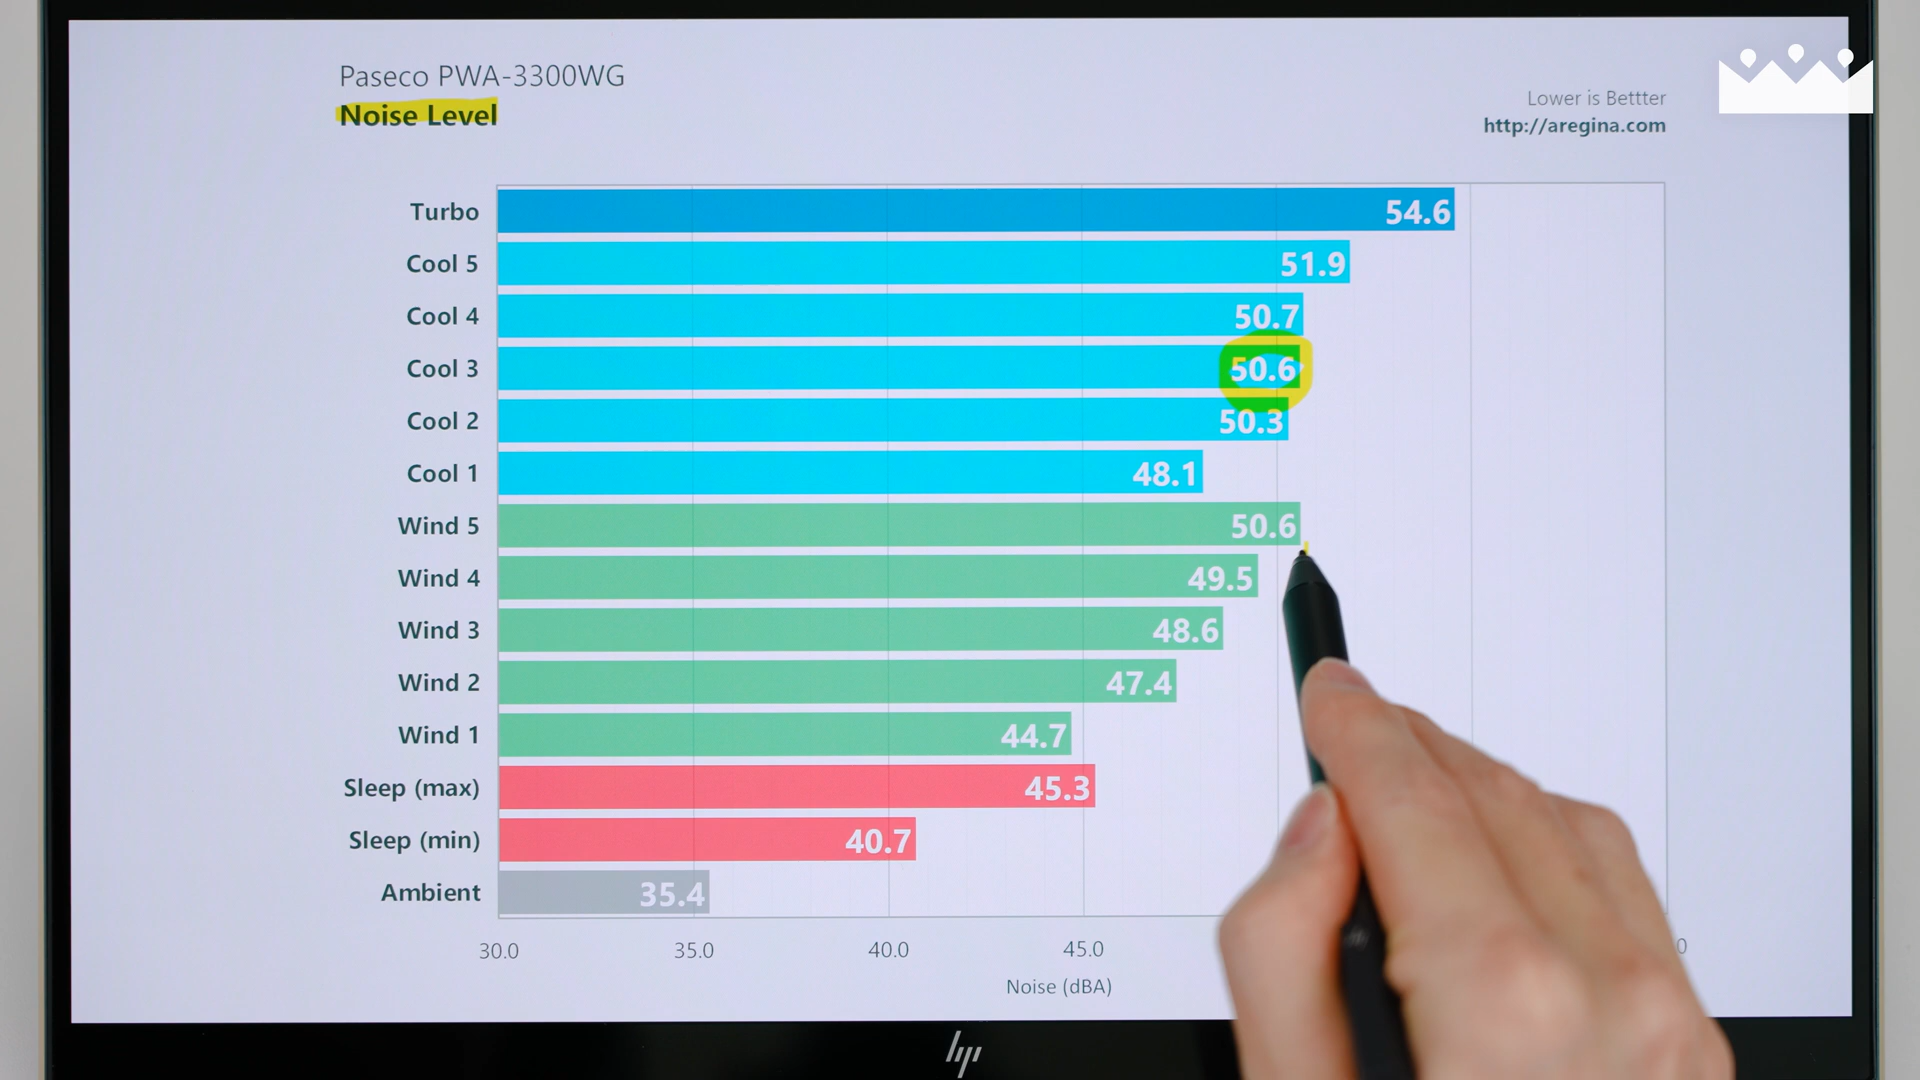 Paseco PWA-3300WG
Noise Level
Lower is Bettter
http://aregina.com
Turbo 54.6
Cool 5 51.9
Cool 4 50.7
Cool 3 50.6
Cool 2 50.3
Cool 1 48.1
Wind 5 50.6
Wind 4 49.5
Wind 3 48.6
Wind 2 47.4
Wind 1 44.7
Sleep (max) 45.3
Sleep (min) 40.7
Ambient 35.4
30.0 35.0 40.0 45.0
Noise (dBA)
hp